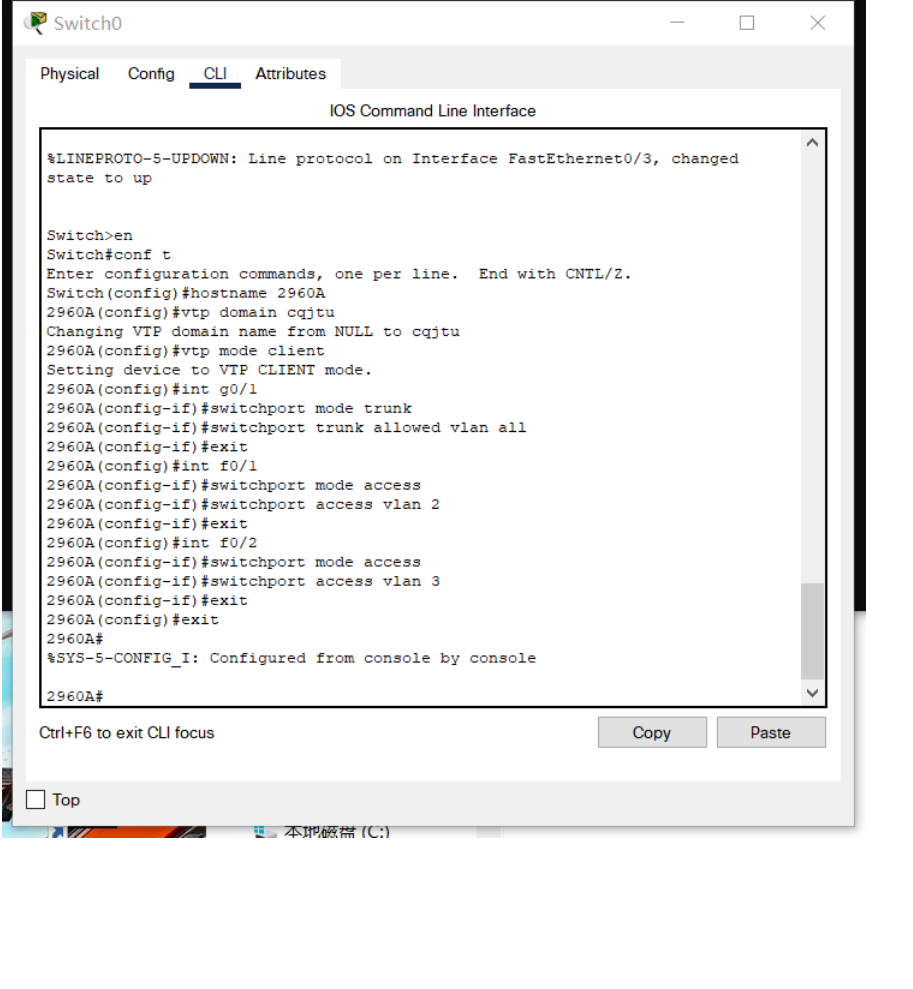 Switch0
Physical Config CLI Attributes
IOS Command Line Interface
%LINEPROTO-5-UPDOWN: Line protocol on Interface FastEthernet0/3, changed
state to up
Switch>en
Switch#conf t
Enter configuration commands, one per line.  End with CNTL/Z.
Switch(config)#hostname 2960A
2960A(config)#vtp domain cqjtu
Changing VTP domain name from NULL to cqjtu
2960A(config)#vtp mode client
Setting device to VTP CLIENT mode.
2960A(config)#int g0/1
2960A(config-if)#switchport mode trunk
2960A(config-if)#switchport trunk allowed vlan all
2960A(config-if)#exit
2960A(config)#int f0/1
2960A(config-if)#switchport mode access
2960A(config-if)#switchport access vlan 2
2960A(config-if)#exit
2960A(config)#int f0/2
2960A(config-if)#switchport mode access
2960A(config-if)#switchport access vlan 3
2960A(config-if)#exit
2960A(config)#exit
2960A#
%SYS-5-CONFIG_I: Configured from console by console
2960A#
Ctrl+F6 to exit CLI focus
Copy Paste
Top
本地磁盘 (C:)